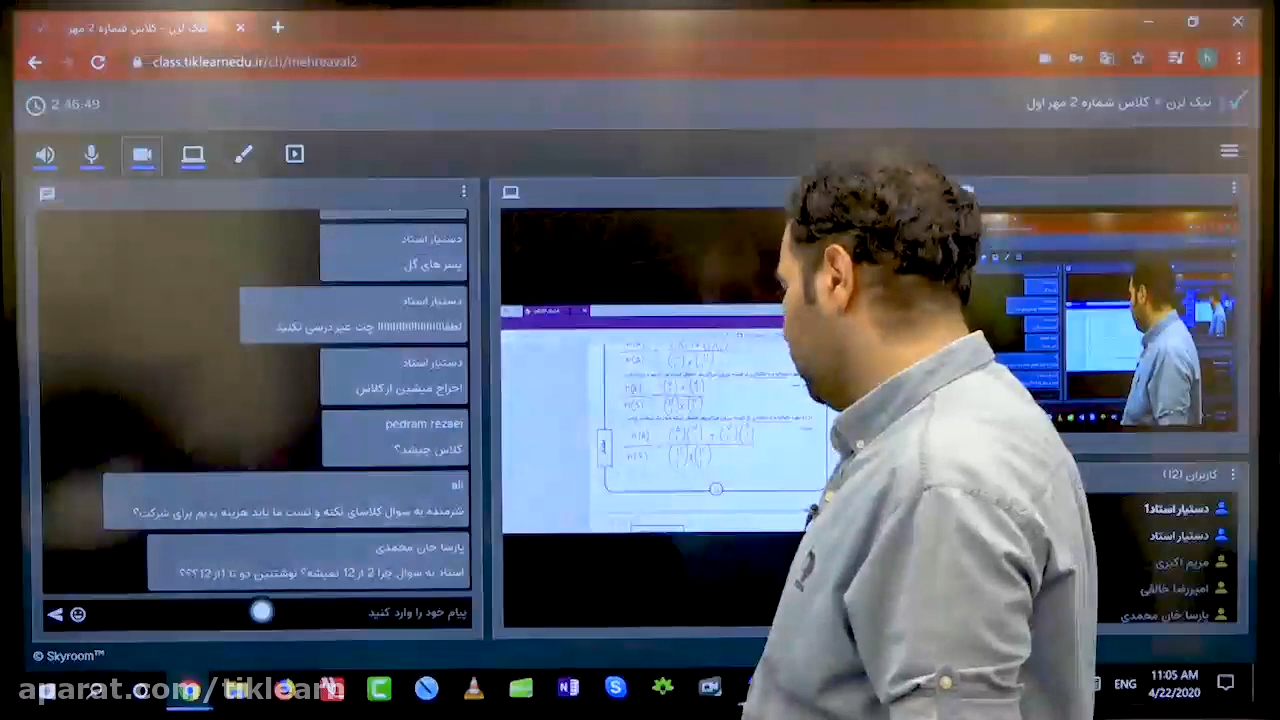 تیک لرن - کلاس شماره 2 مهر
class.tiklearnedu.ir/ch/mehreaval2
2:46:49
تیک لرن » کلاس شماره 2 مهر اول
دستیار استاد
پسر های گل
دستیار استاد
چت غیر درسی نکنید
دستیار استاد
اخراج میشین از کلاس
pedram rezaei
کلاس چیشد؟
ali
شرمنده یه سوال کلاسای نکته و تست ما باید هزینه بدیم برای شرکت؟
پارسا خان محمدی
استاد یه سوال چرا 2 از 12 نمیشه؟ نوشتنین دو تا 1 از 12؟؟؟
پیام خود را وارد کنید
کاربران (12)
دستیار استاد1
دستیار استاد
مریم اکبری
امیررضا خالقی
پارسا خان محمدی
© Skyroom™
aparat.com/tiklearn
ENG
11:05 AM
4/22/2020